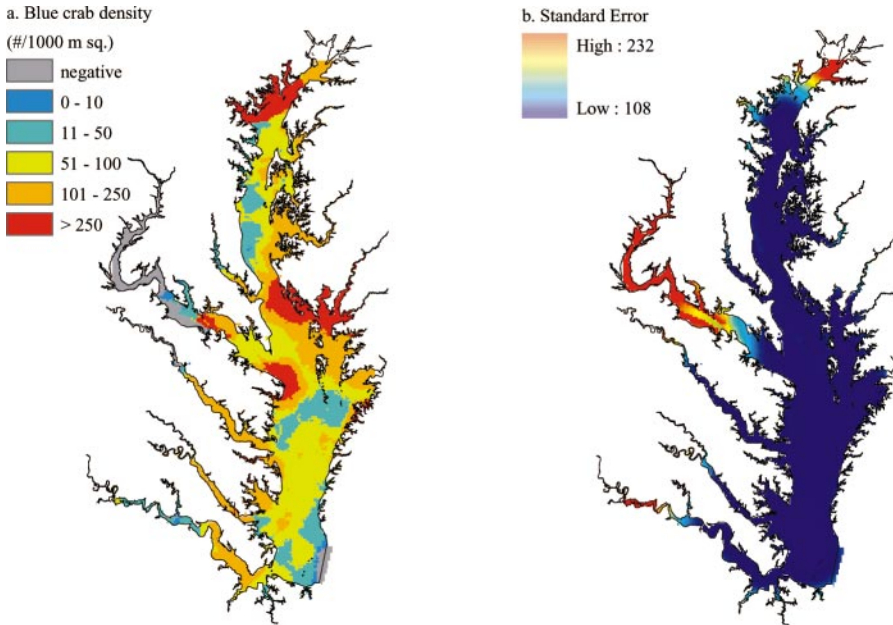 a. Blue crab density
(#/1000 m sq.)
negative
0 - 10
11 - 50
51 - 100
101 - 250
> 250
b. Standard Error
High : 232
Low : 108